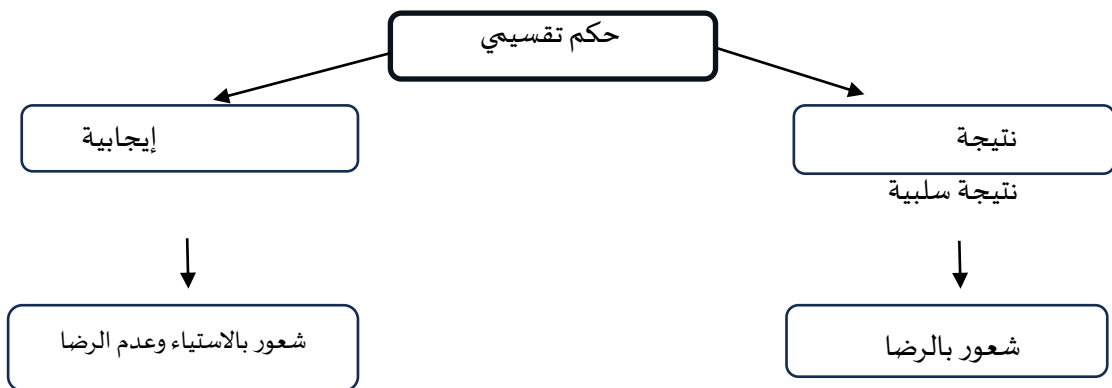 حكم تقسيمي
نتيجة
إيجابية
نتيجة سلبية
شعور بالرضا
شعور بالاستياء وعدم الرضا